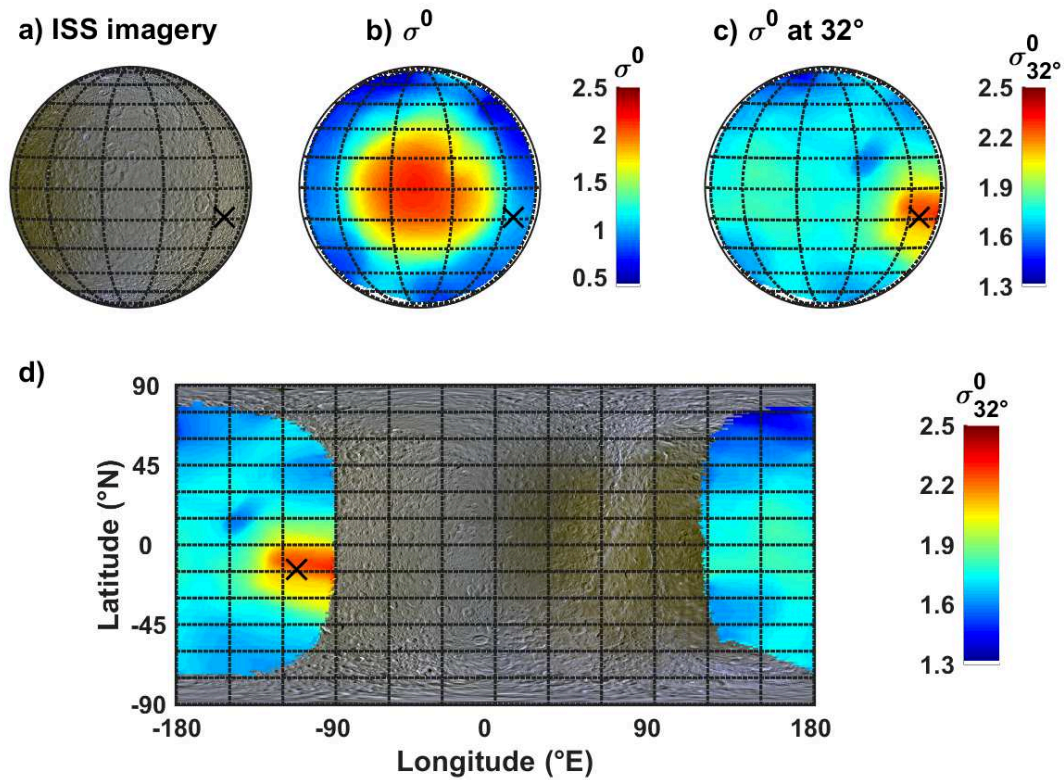 a) ISS imagery
b) σ⁰
c) σ⁰ at 32°
σ⁰
2.5
2
1.5
1
0.5
σ⁰32°
2.5
2.2
1.9
1.6
1.3
d)
90
45
0
-45
-90
Latitude (°N)
-180
-90
0
90
180
Longitude (°E)
σ⁰32°
2.5
2.2
1.9
1.6
1.3